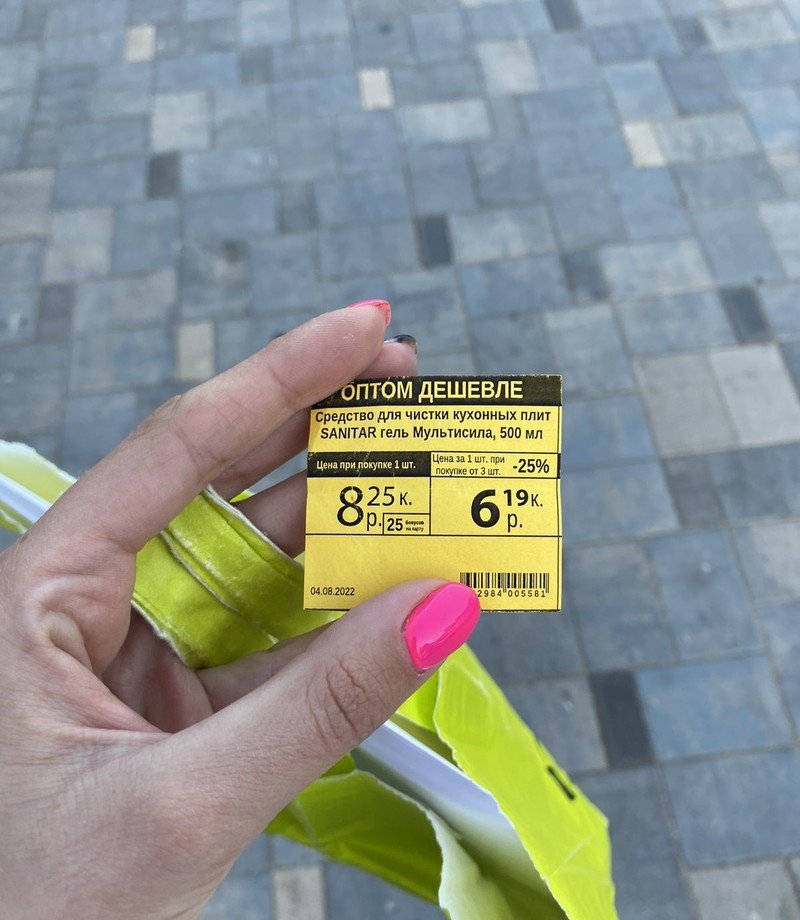 ОПТОМ ДЕШЕВЛЕ
Средство для чистки кухонных плит
SANITAR гель Мультисила, 500 мл
Цена при покупке 1 шт.
Цена за 1 шт. при
покупке от 3 шт. -25%
8 р. 25 к.
25 бонусов
на карту
6 р. 19 к.
04.08.2022
2984 005581